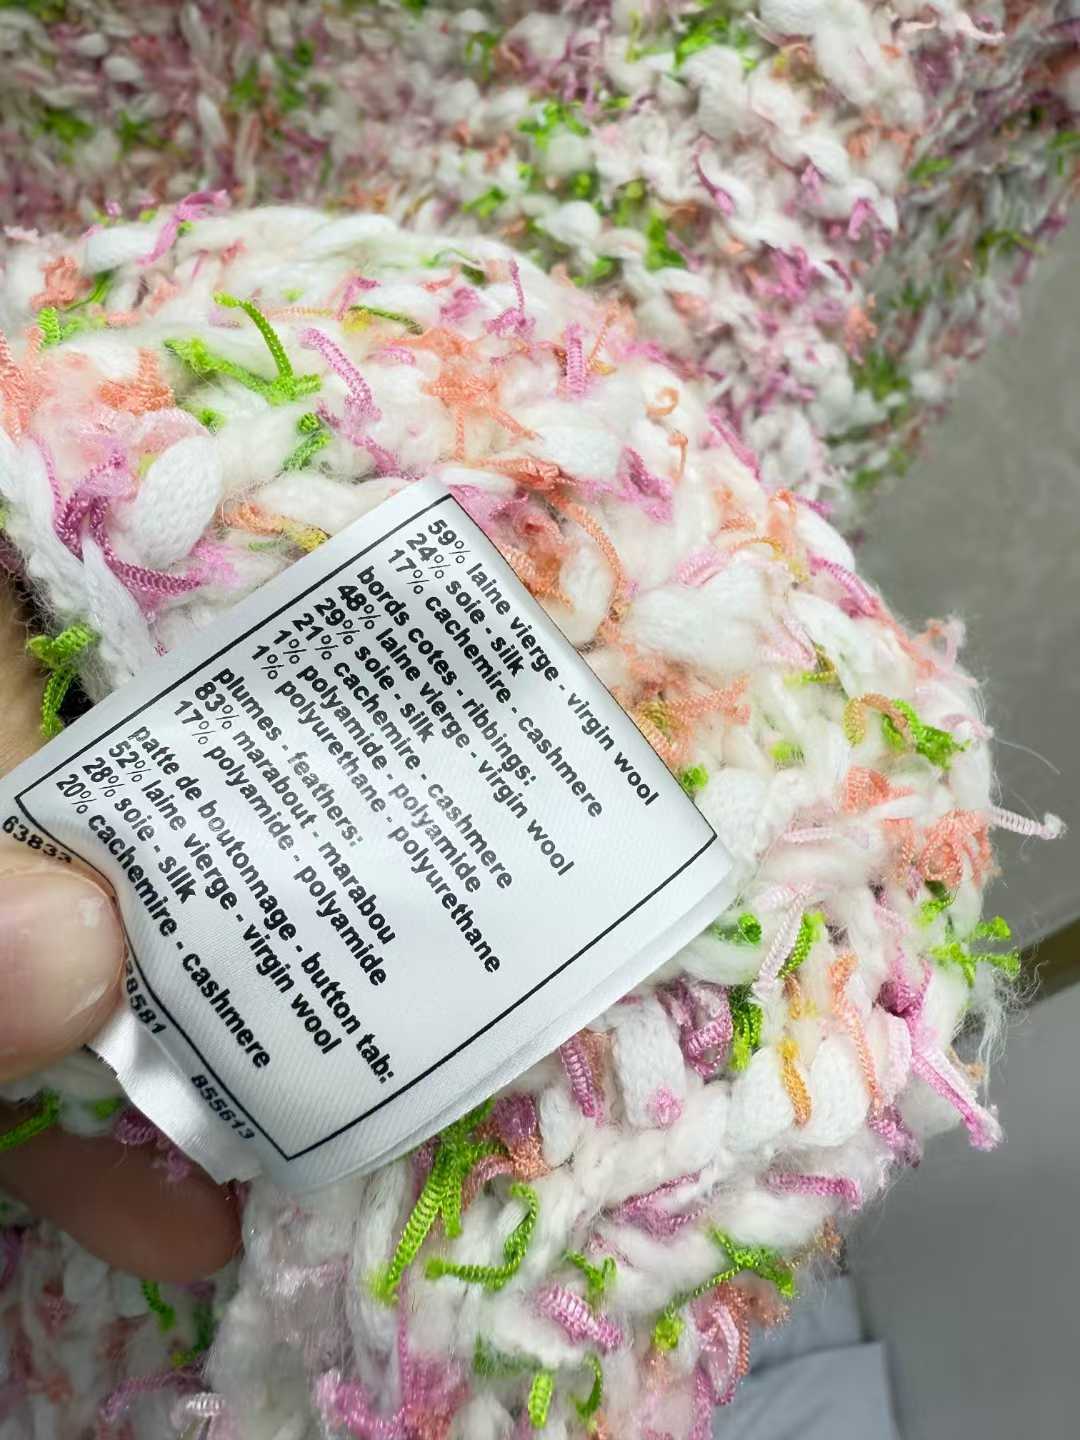 59% laine vierge - virgin wool
24% soie - silk
17% cachemire - cashmere
bords cotes - ribbings:
48% laine vierge - virgin wool
29% soie - silk
21% cachemire - cashmere
1% polyamide - polyamide
1% polyurethane - polyurethane
plumes - feathers:
83% marabout - marabou
17% polyamide - polyamide
patte de boutonnage - button tab:
52% laine vierge - virgin wool
28% soie - silk
20% cachemire - cashmere
855613